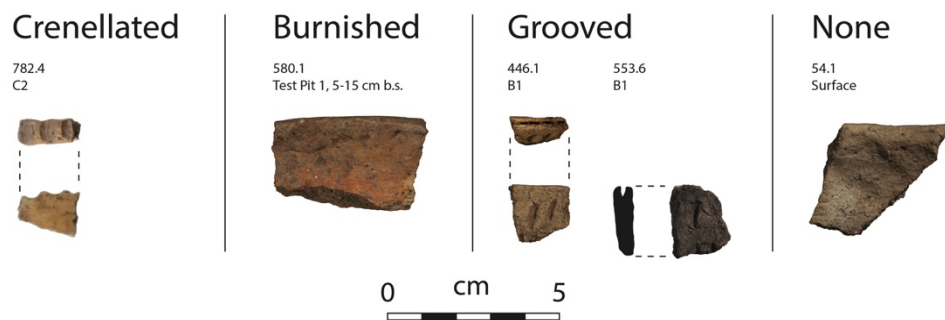 Crenellated
782.4
C2
Burnished
580.1
Test Pit 1, 5-15 cm b.s.
Grooved
446.1
B1
553.6
B1
None
54.1
Surface
0 cm 5